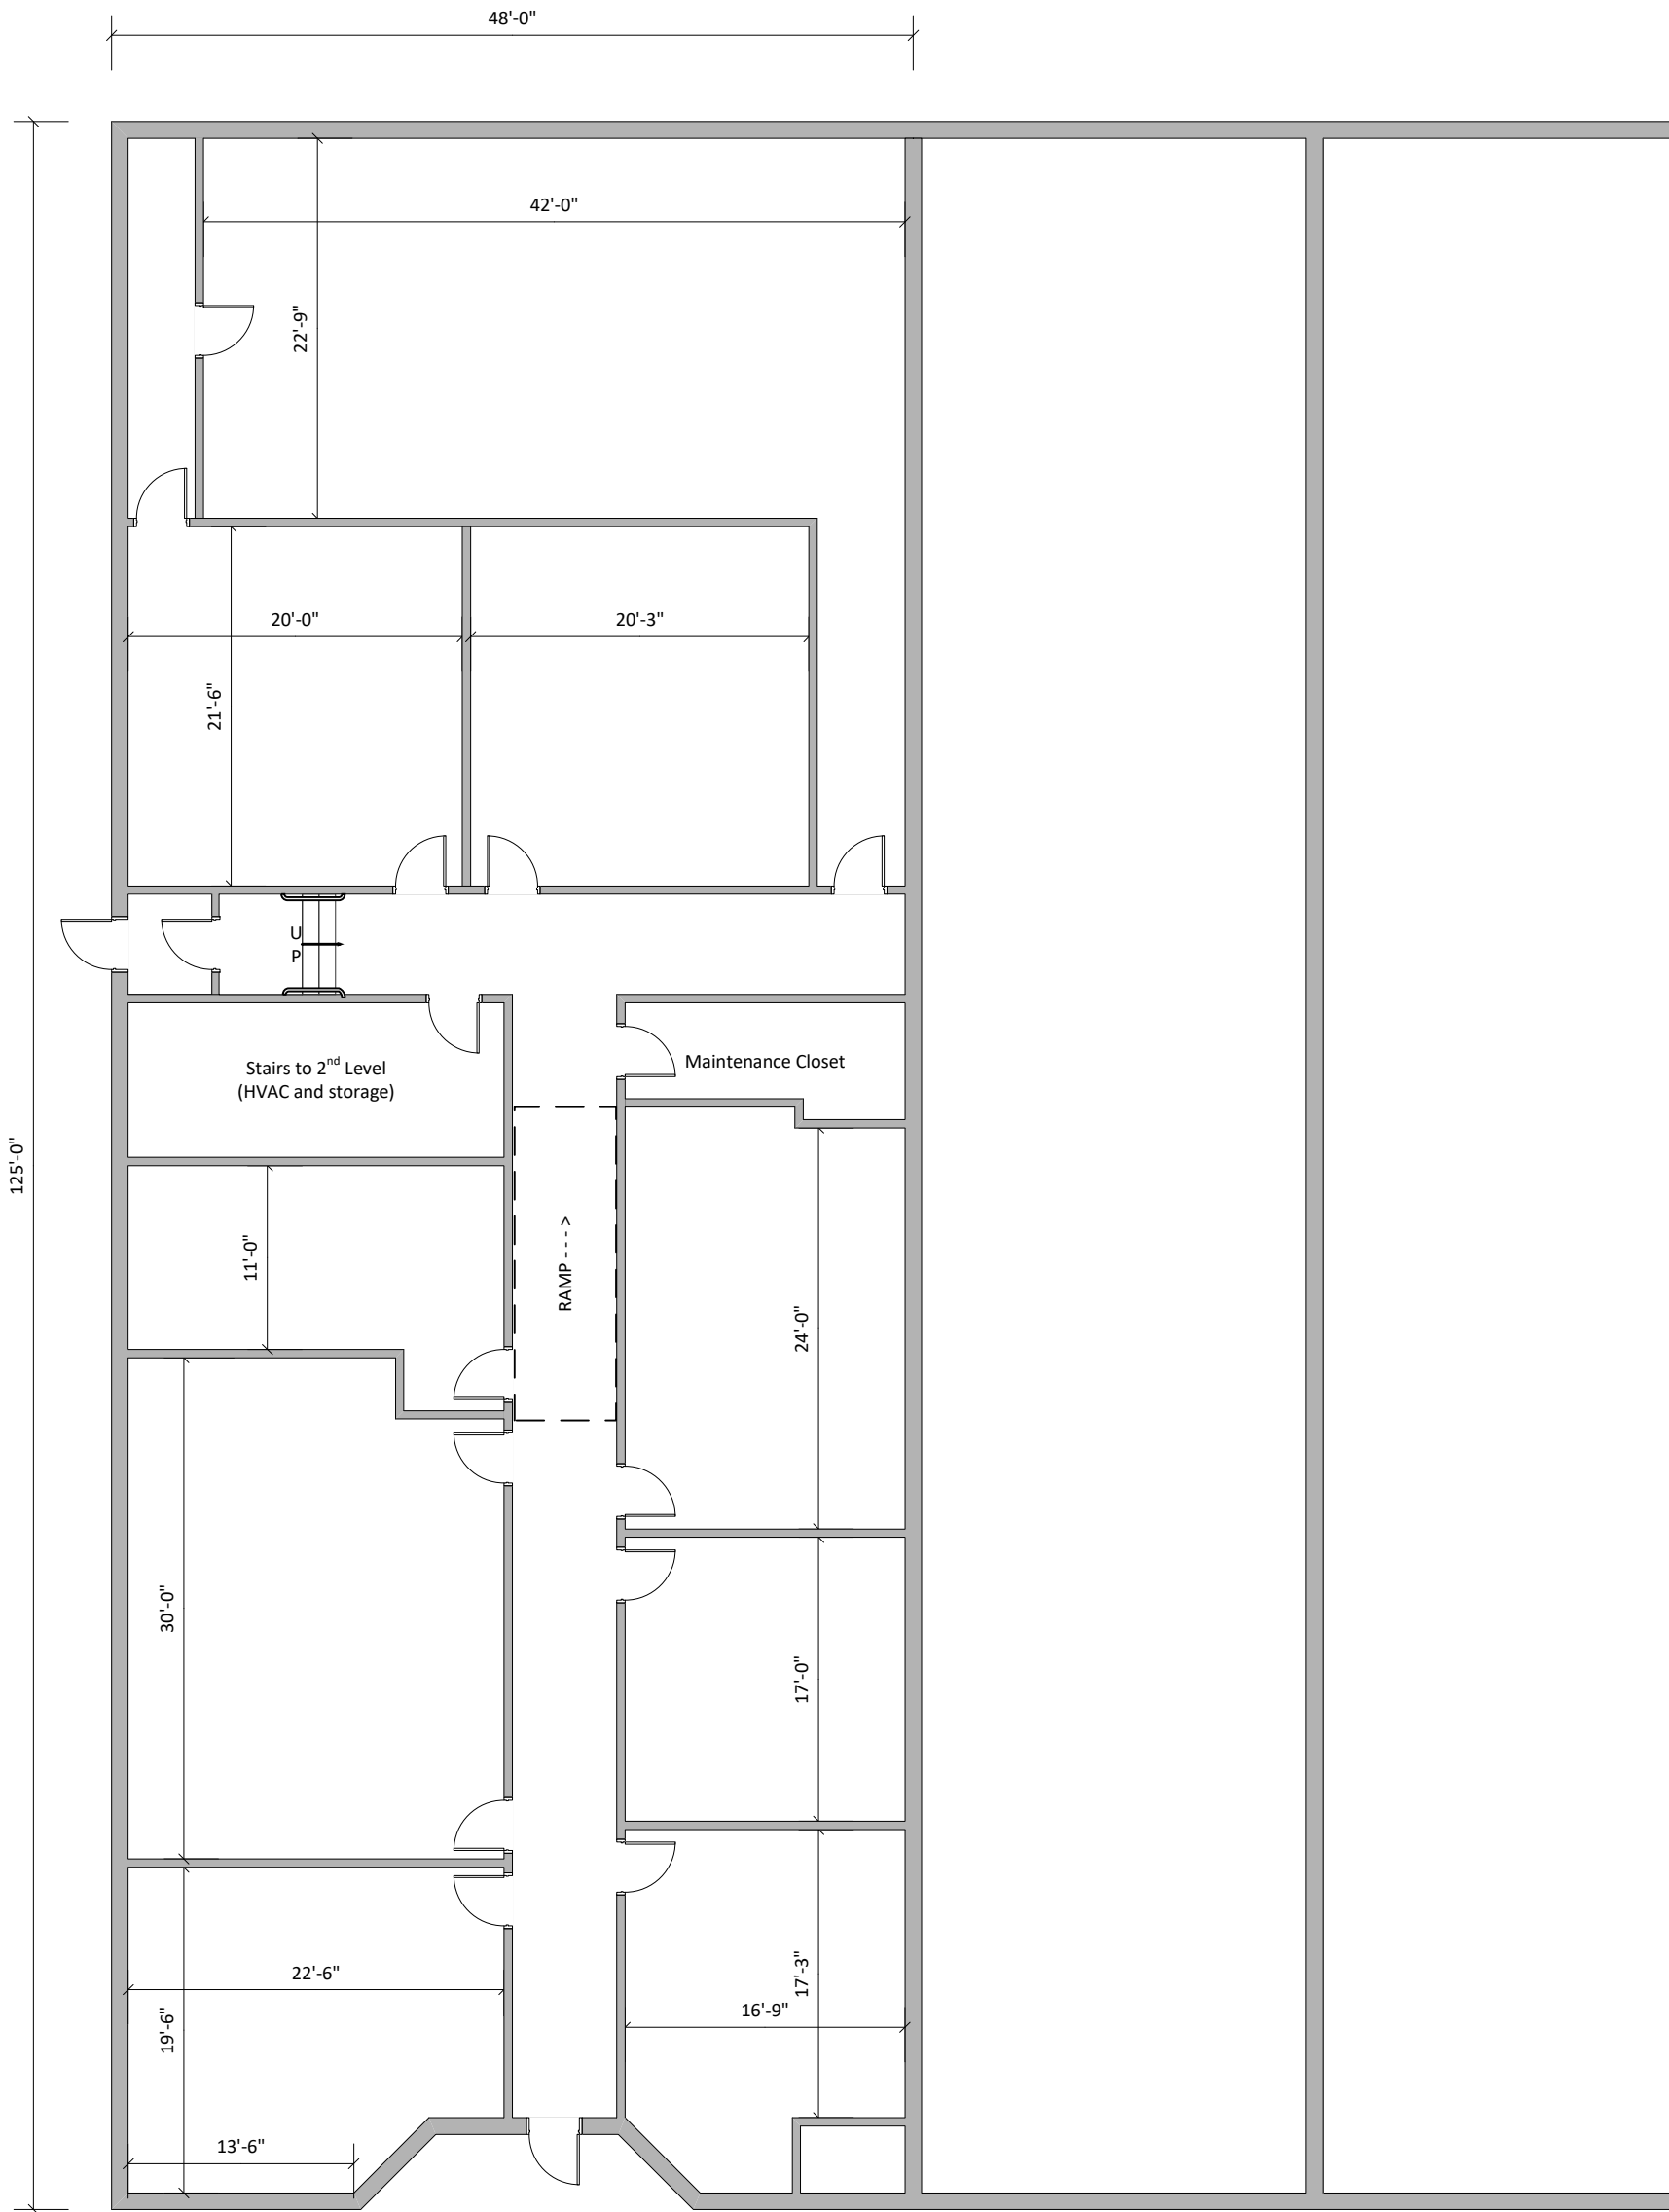 48'-0"
42'-0"
22'-9"
20'-0"
20'-3"
21'-6"
U
P
Stairs to 2nd Level
(HVAC and storage)
Maintenance Closet
125'-0"
11'-0"
RAMP - - - >
24'-0"
30'-0"
17'-0"
22'-6"
17'-3"
16'-9"
19'-6"
13'-6"